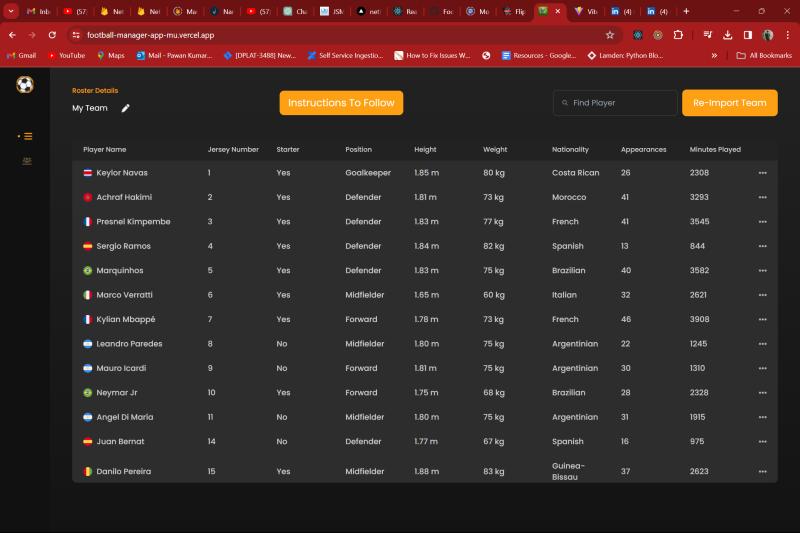 Inb
(57
Net
Net
Ma
Nar
(57
Cha
JSM
net
Rea
Foo
Mo
Flip
Vite
(4)
(4)
football-manager-app-mu.vercel.app
Gmail YouTube Maps Mail - Pawan Kumar... [DPLAT-3488] New... Self Service Ingestio... How to Fix Issues W... Resources - Google... Lamden: Python Blo... » All Bookmarks
Roster Details
My Team
Instructions To Follow
Find Player
Re-Import Team
Player Name Jersey Number Starter Position Height Weight Nationality Appearances Minutes Played
Keylor Navas 1 Yes Goalkeeper 1.85 m 80 kg Costa Rican 26 2308
Achraf Hakimi 2 Yes Defender 1.81 m 73 kg Morocco 41 3293
Presnel Kimpembe 3 Yes Defender 1.83 m 77 kg French 41 3545
Sergio Ramos 4 Yes Defender 1.84 m 82 kg Spanish 13 844
Marquinhos 5 Yes Defender 1.83 m 75 kg Brazilian 40 3582
Marco Verratti 6 Yes Midfielder 1.65 m 60 kg Italian 32 2621
Kylian Mbappé 7 Yes Forward 1.78 m 73 kg French 46 3908
Leandro Paredes 8 No Midfielder 1.80 m 75 kg Argentinian 22 1245
Mauro Icardi 9 No Forward 1.81 m 75 kg Argentinian 30 1310
Neymar Jr 10 Yes Forward 1.75 m 68 kg Brazilian 28 2328
Angel Di Maria 11 No Midfielder 1.80 m 75 kg Argentinian 31 1915
Juan Bernat 14 No Defender 1.77 m 67 kg Spanish 16 975
Danilo Pereira 15 Yes Midfielder 1.88 m 83 kg Guinea-
Bissau 37 2623